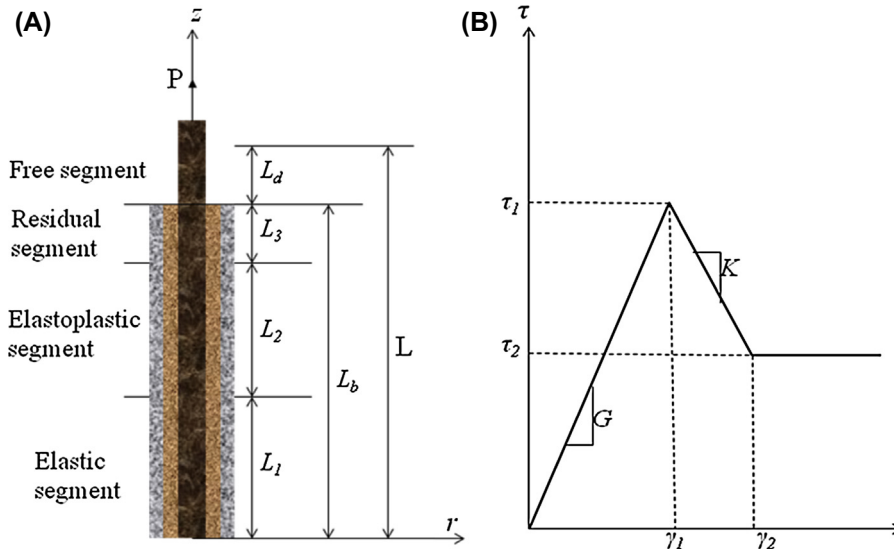 (A)
z
P
Free segment
L_d
Residual
segment
L_3
Elastoplastic
segment
L_2
L
L_b
Elastic
segment
L_1
r
(B)
τ
τ_1
K
τ_2
G
γ_1
γ_2